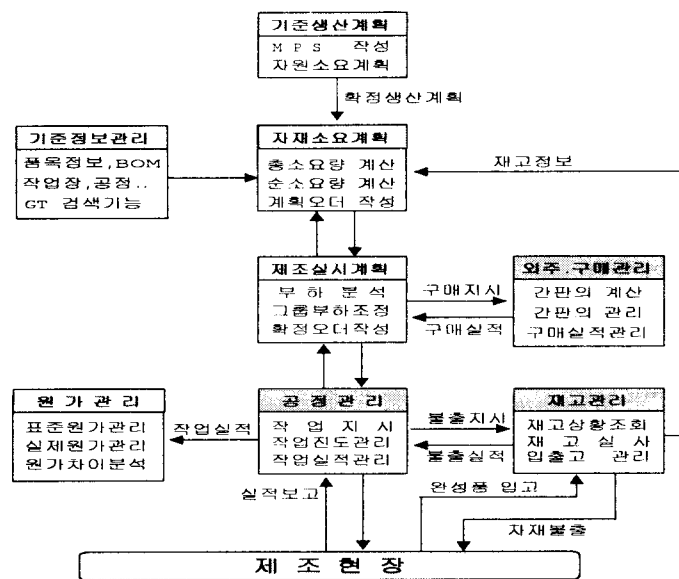 기준생산계획
M P S 작성
자원소요계획
확정생산계획
기준정보관리
품목정보,BOM
작업장,공정..
GT 검색기능
자재소요계획
총소요량 계산
순소요량 계산
계획오더 작성
재고정보
제조실시계획
부 하 분 석
그룹부하조정
확정오더작성
구매지시
구매실적
외주.구매관리
간판의 계산
간판의 관리
구매실적관리
원 가 관 리
표준원가관리
실제원가관리
원가차이분석
작업실적
공 정 관 리
작 업 지 시
작업진도관리
작업실적관리
불출지시
불출실적
재고관리
재고상황조회
재 고 실 사
입출고 관리
실적보고
완성품 입고
자재불출
제 조 현 장